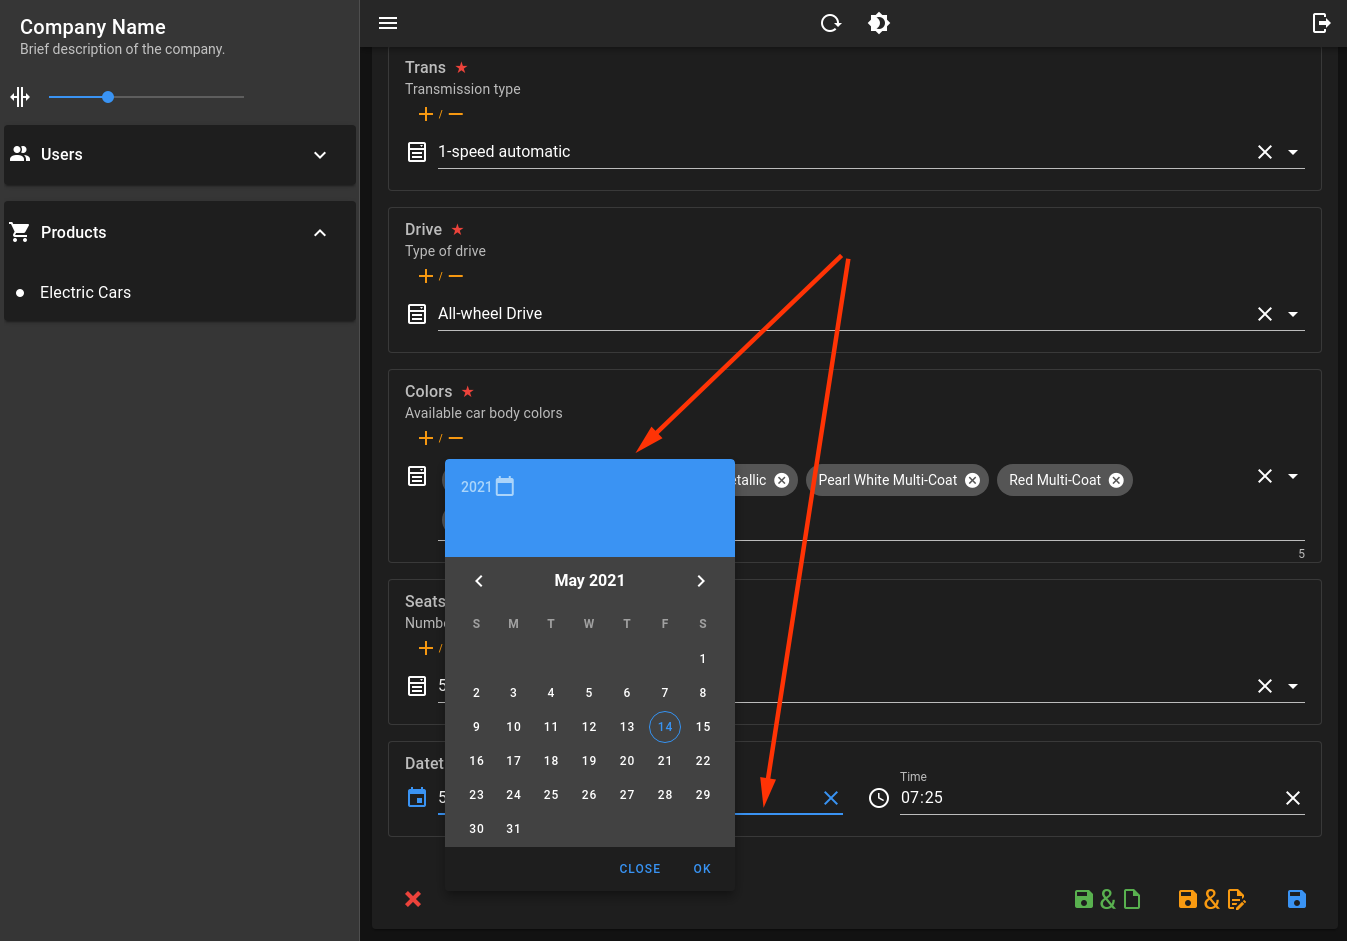 Company Name
Brief description of the company.
Users
Products
Electric Cars
Trans ★
Transmission type
+ / −
1-speed automatic
Drive ★
Type of drive
+ / −
All-wheel Drive
Colors ★
Available car body colors
+ / −
Pearl White Multi-Coat
Red Multi-Coat
5
Seats
+ /
5
5
Time
07:25
2021
May 2021
S M T W T F S
1
2 3 4 5 6 7 8
9 10 11 12 13 14 15
16 17 18 19 20 21 22
23 24 25 26 27 28 29
30 31
CLOSE OK
& &